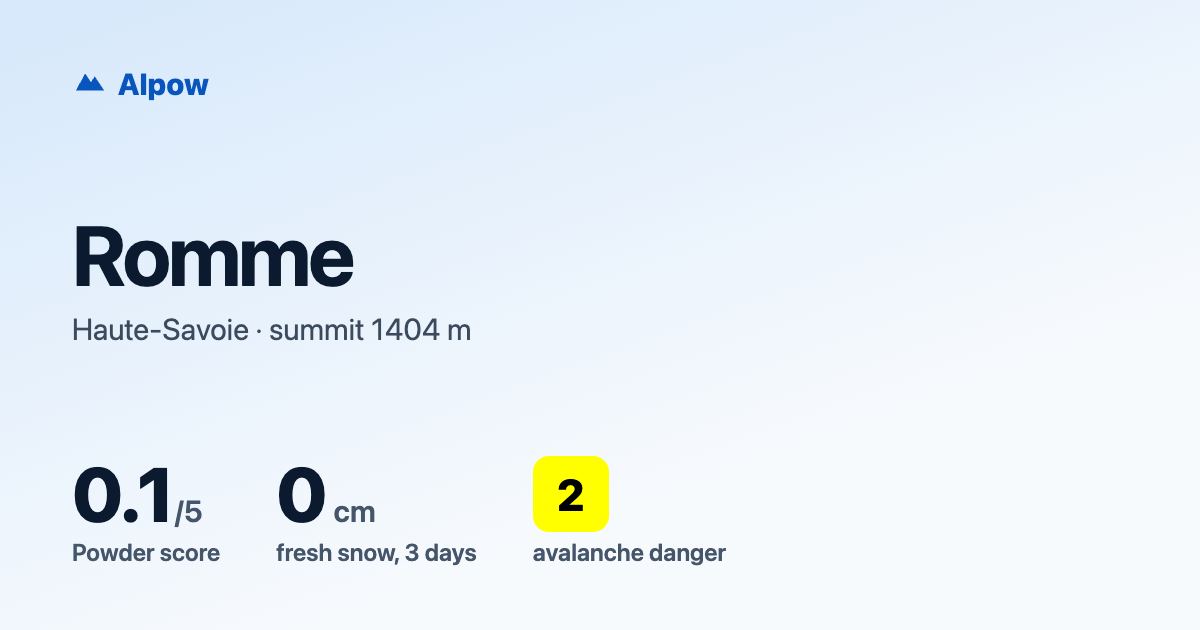 Alpow
Romme
Haute-Savoie · summit 1404 m
0.1/5
Powder score
0 cm
fresh snow, 3 days
2
avalanche danger